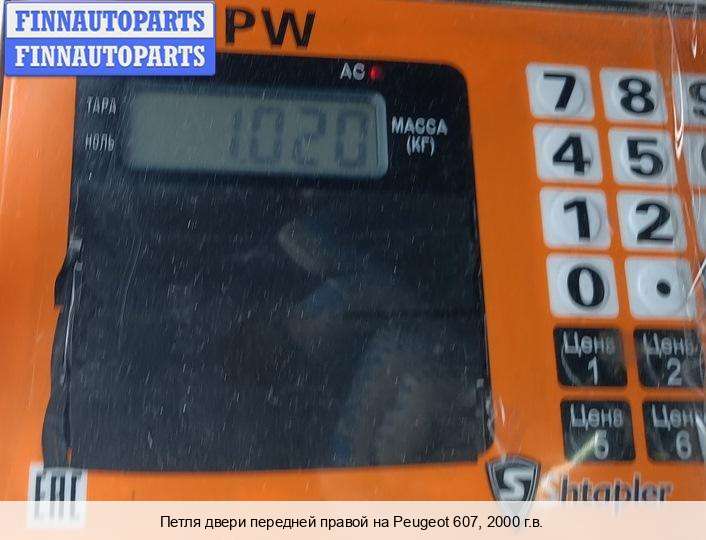 FINNAUTOPARTS
FINNAUTOPARTS
PW
AC
ТАРА
НОЛЬ
1.020
МАССА
(КГ)
7 8 9
4 5
1 2
0 .
Цена 1
Цена 2
Цена 5
Цена 6
EAC
S Shtapler
Петля двери передней правой на Peugeot 607, 2000 г.в.